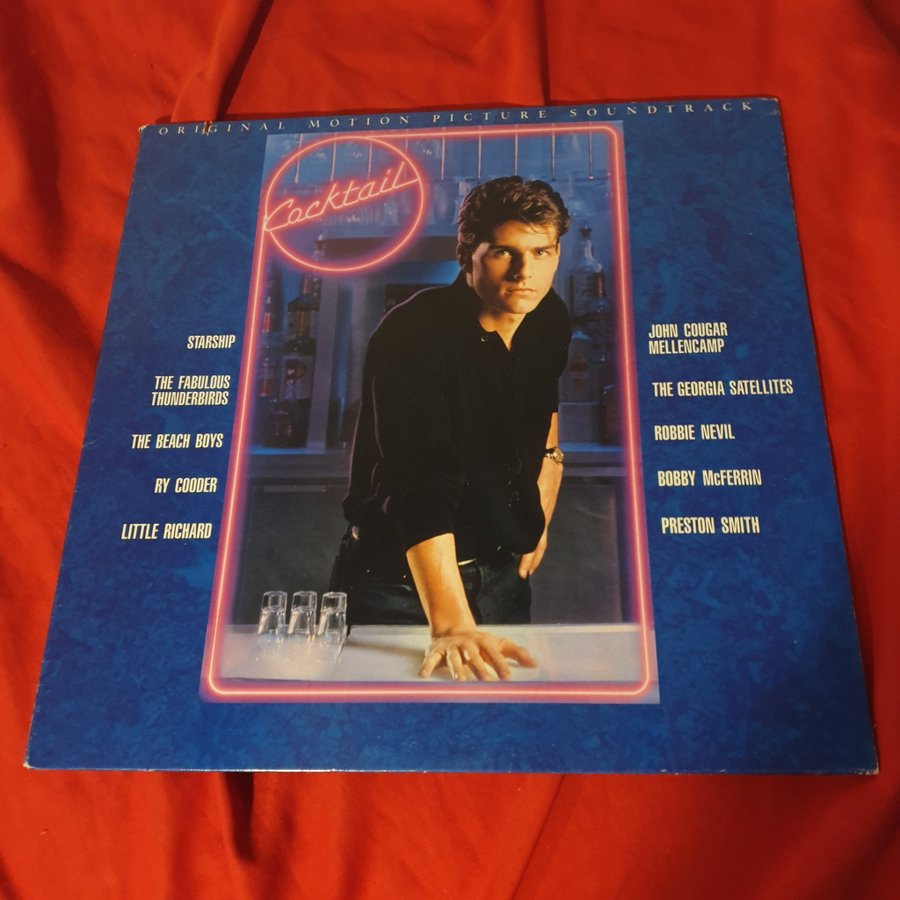 ORIGINAL MOTION PICTURE SOUNDTRACK
Cocktail
STARSHIP
THE FABULOUS
THUNDERBIRDS
THE BEACH BOYS
RY COODER
LITTLE RICHARD
JOHN COUGAR
MELLENCAMP
THE GEORGIA SATELLITES
ROBBIE NEVIL
BOBBY McFERRIN
PRESTON SMITH